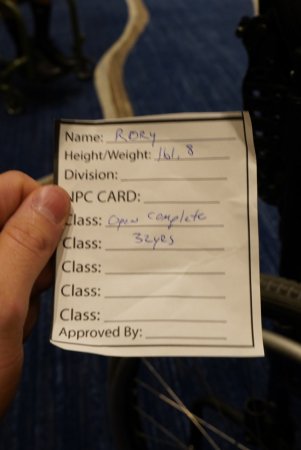 Name: RORY
Height/Weight: 161.8
Division:
NPC CARD:
Class: Open complete
Class: 32yrs
Class:
Class:
Class:
Approved By: